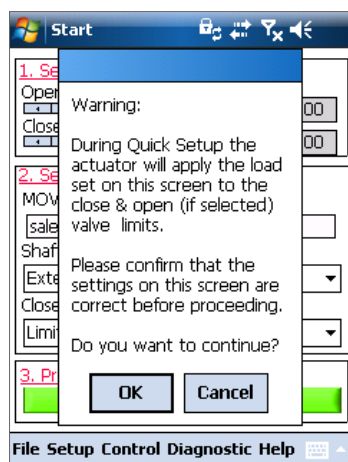 Start
1. Se
Open
00
Close
00
2. Se
Warning:
During Quick Setup the
actuator will apply the load
set on this screen to the
close & open (if selected)
valve limits.
Please confirm that the
settings on this screen are
correct before proceeding.
Do you want to continue?
OK Cancel
MOV
sale
Shaf
Exte
Close
Limi
3. Pr
File Setup Control Diagnostic Help